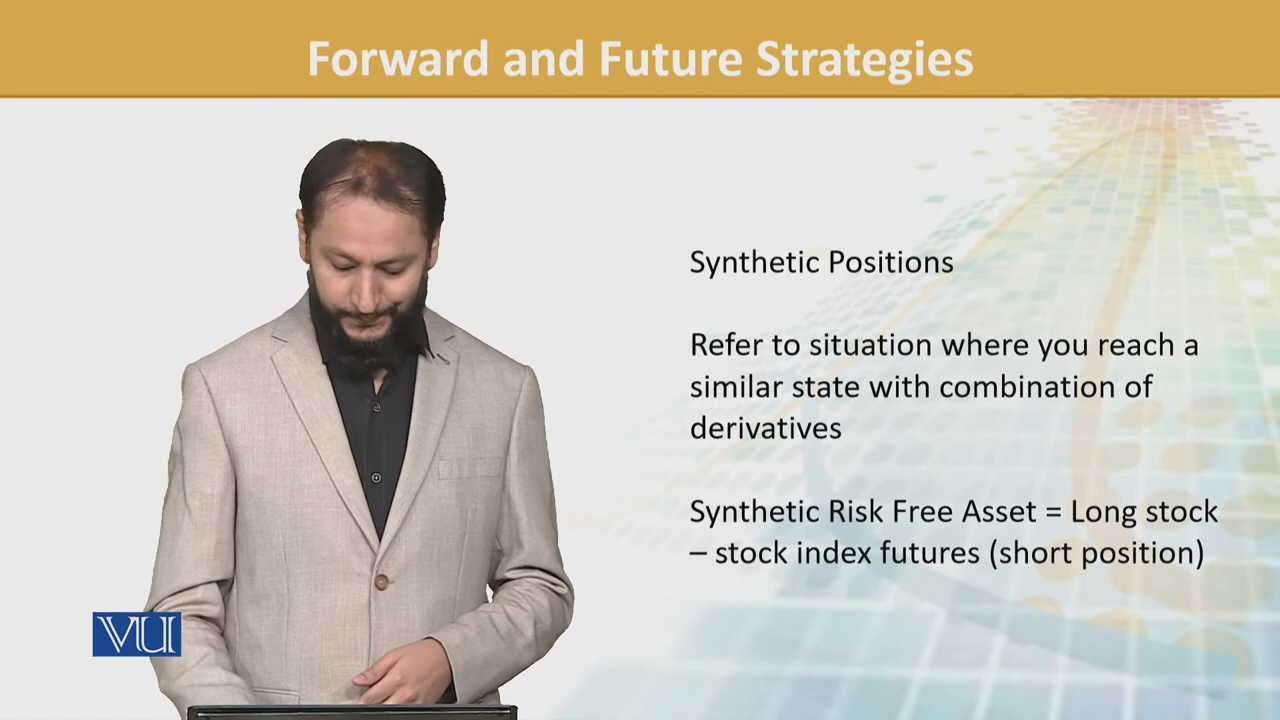 Forward and Future Strategies
Synthetic Positions
Refer to situation where you reach a
similar state with combination of
derivatives
Synthetic Risk Free Asset = Long stock
– stock index futures (short position)
VU